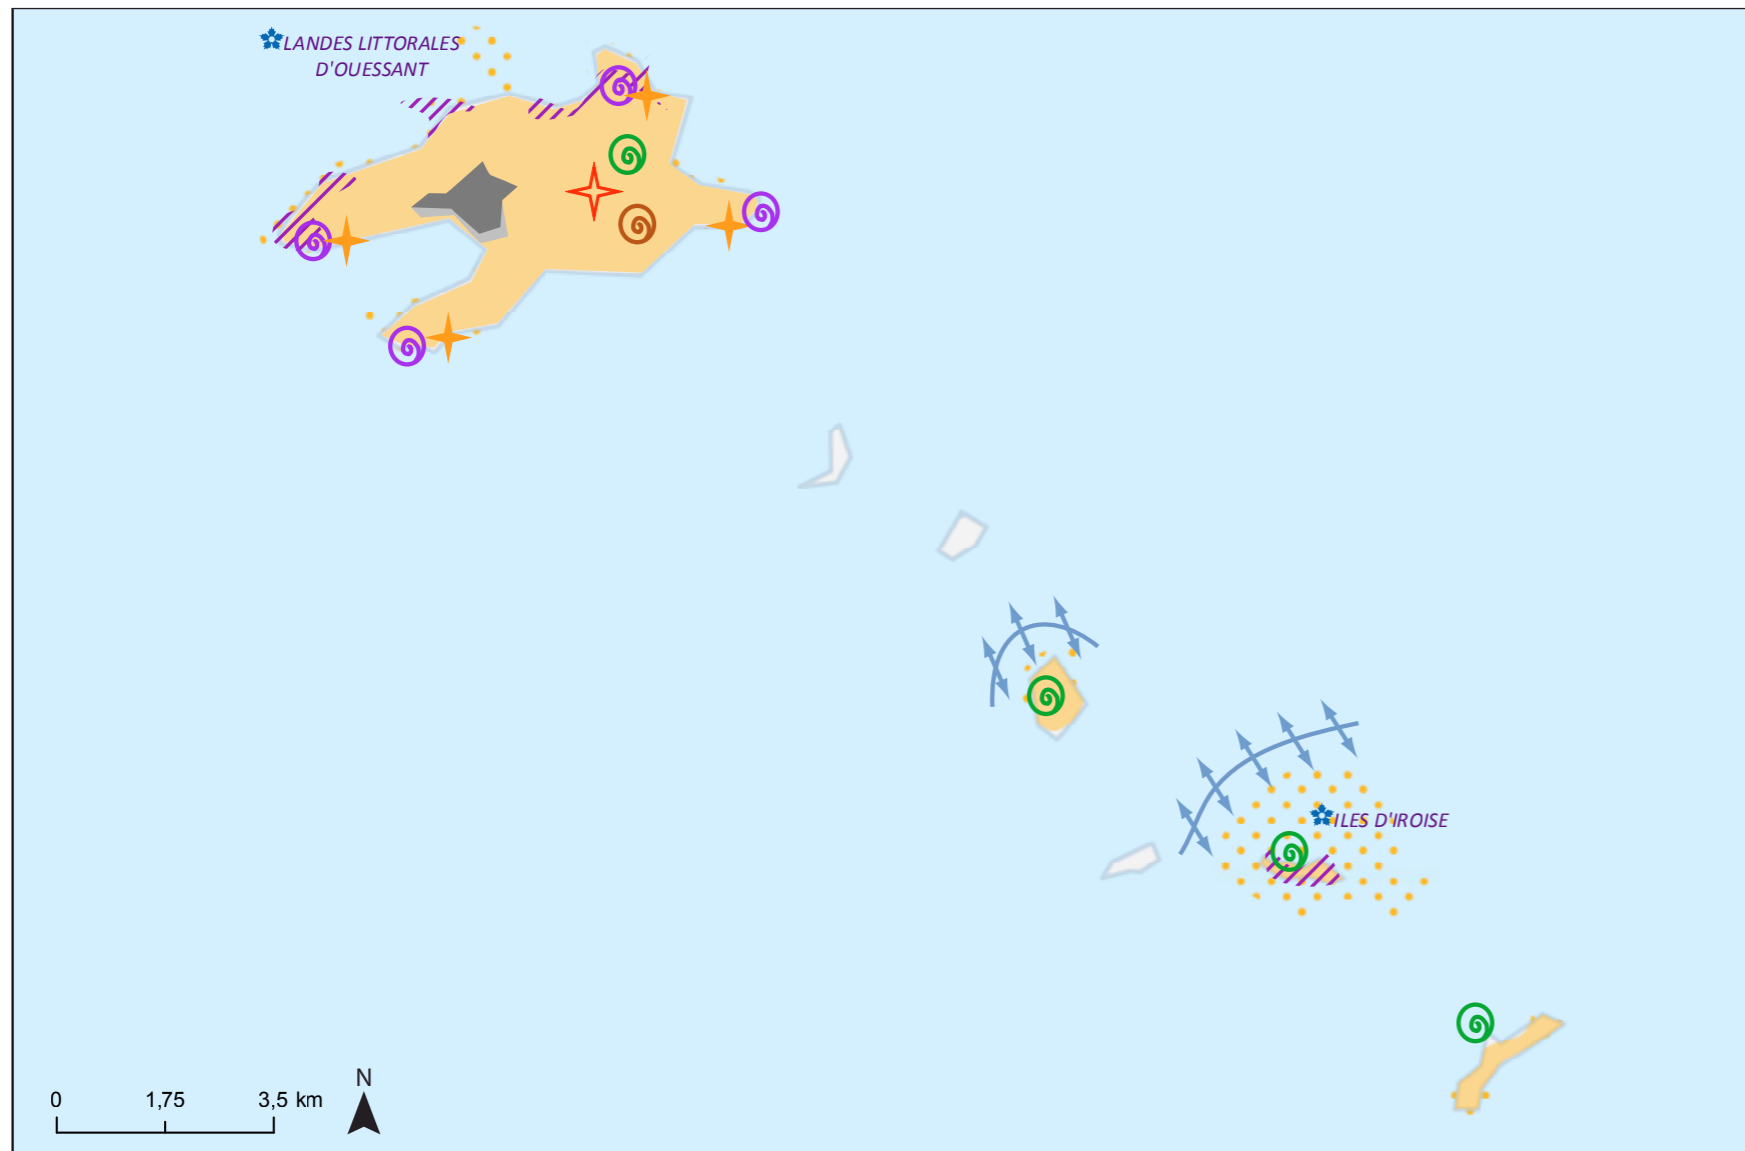 LANDES LITTORALES
D'OUESSANT
ILES D'IROISE
N
0 1,75 3,5 km